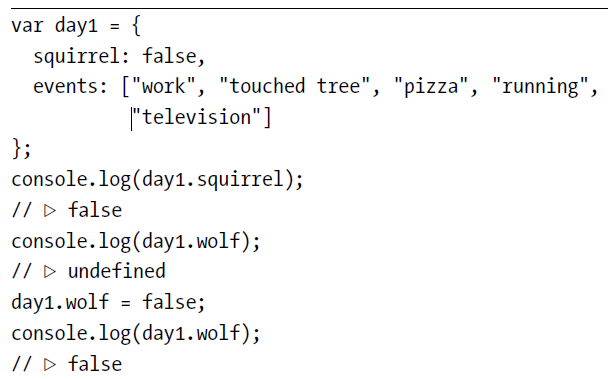 var day1 = {
  squirrel: false,
  events: ["work", "touched tree", "pizza", "running",
           "television"]
};
console.log(day1.squirrel);
// ▷ false
console.log(day1.wolf);
// ▷ undefined
day1.wolf = false;
console.log(day1.wolf);
// ▷ false